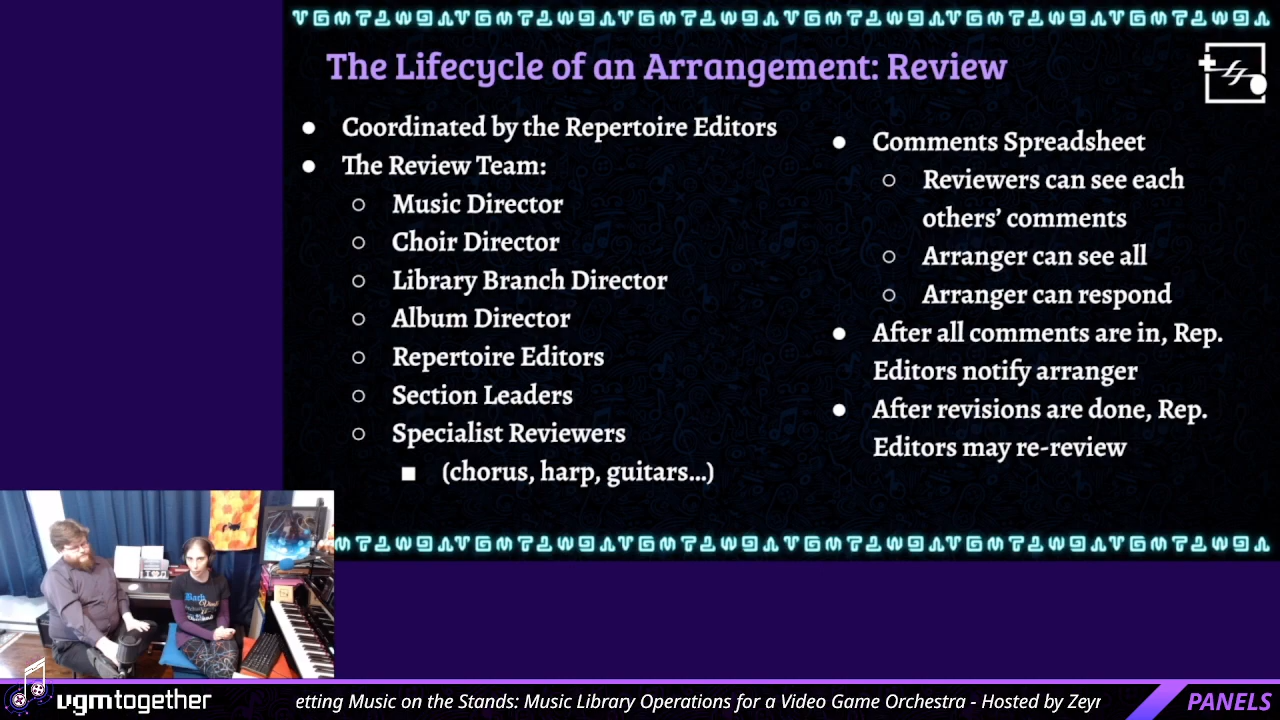 The Lifecycle of an Arrangement: Review
● Coordinated by the Repertoire Editors
● The Review Team:
○ Music Director
○ Choir Director
○ Library Branch Director
○ Album Director
○ Repertoire Editors
○ Section Leaders
○ Specialist Reviewers
■ (chorus, harp, guitars...)
● Comments Spreadsheet
○ Reviewers can see each
others’ comments
○ Arranger can see all
○ Arranger can respond
● After all comments are in, Rep.
Editors notify arranger
● After revisions are done, Rep.
Editors may re-review
Bach
vgmtogether
etting Music on the Stands: Music Library Operations for a Video Game Orchestra - Hosted by Zeyr
PANELS